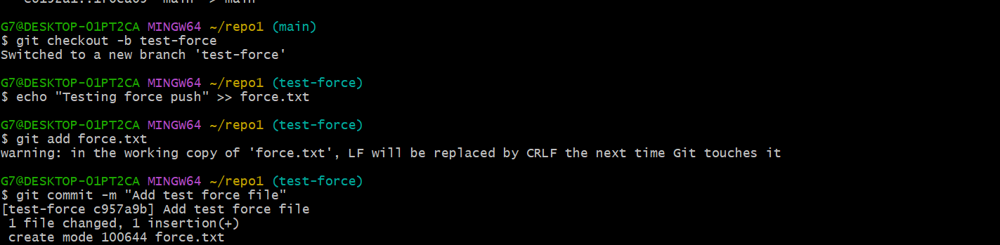 G7@DESKTOP-01PT2CA MINGW64 ~/repo1 (main)
$ git checkout -b test-force
Switched to a new branch 'test-force'
G7@DESKTOP-01PT2CA MINGW64 ~/repo1 (test-force)
$ echo "Testing force push" >> force.txt
G7@DESKTOP-01PT2CA MINGW64 ~/repo1 (test-force)
$ git add force.txt
warning: in the working copy of 'force.txt', LF will be replaced by CRLF the next time Git touches it
G7@DESKTOP-01PT2CA MINGW64 ~/repo1 (test-force)
$ git commit -m "Add test force file"
[test-force c957a9b] Add test force file
 1 file changed, 1 insertion(+)
 create mode 100644 force.txt